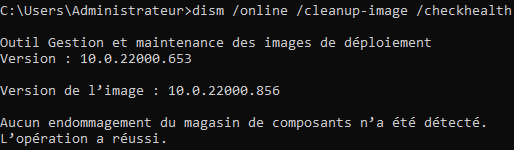 C:\Users\Administrateur>dism /online /cleanup-image /checkhealth
Outil Gestion et maintenance des images de déploiement
Version : 10.0.22000.653
Version de l’image : 10.0.22000.856
Aucun endommagement du magasin de composants n’a été détecté.
L’opération a réussi.